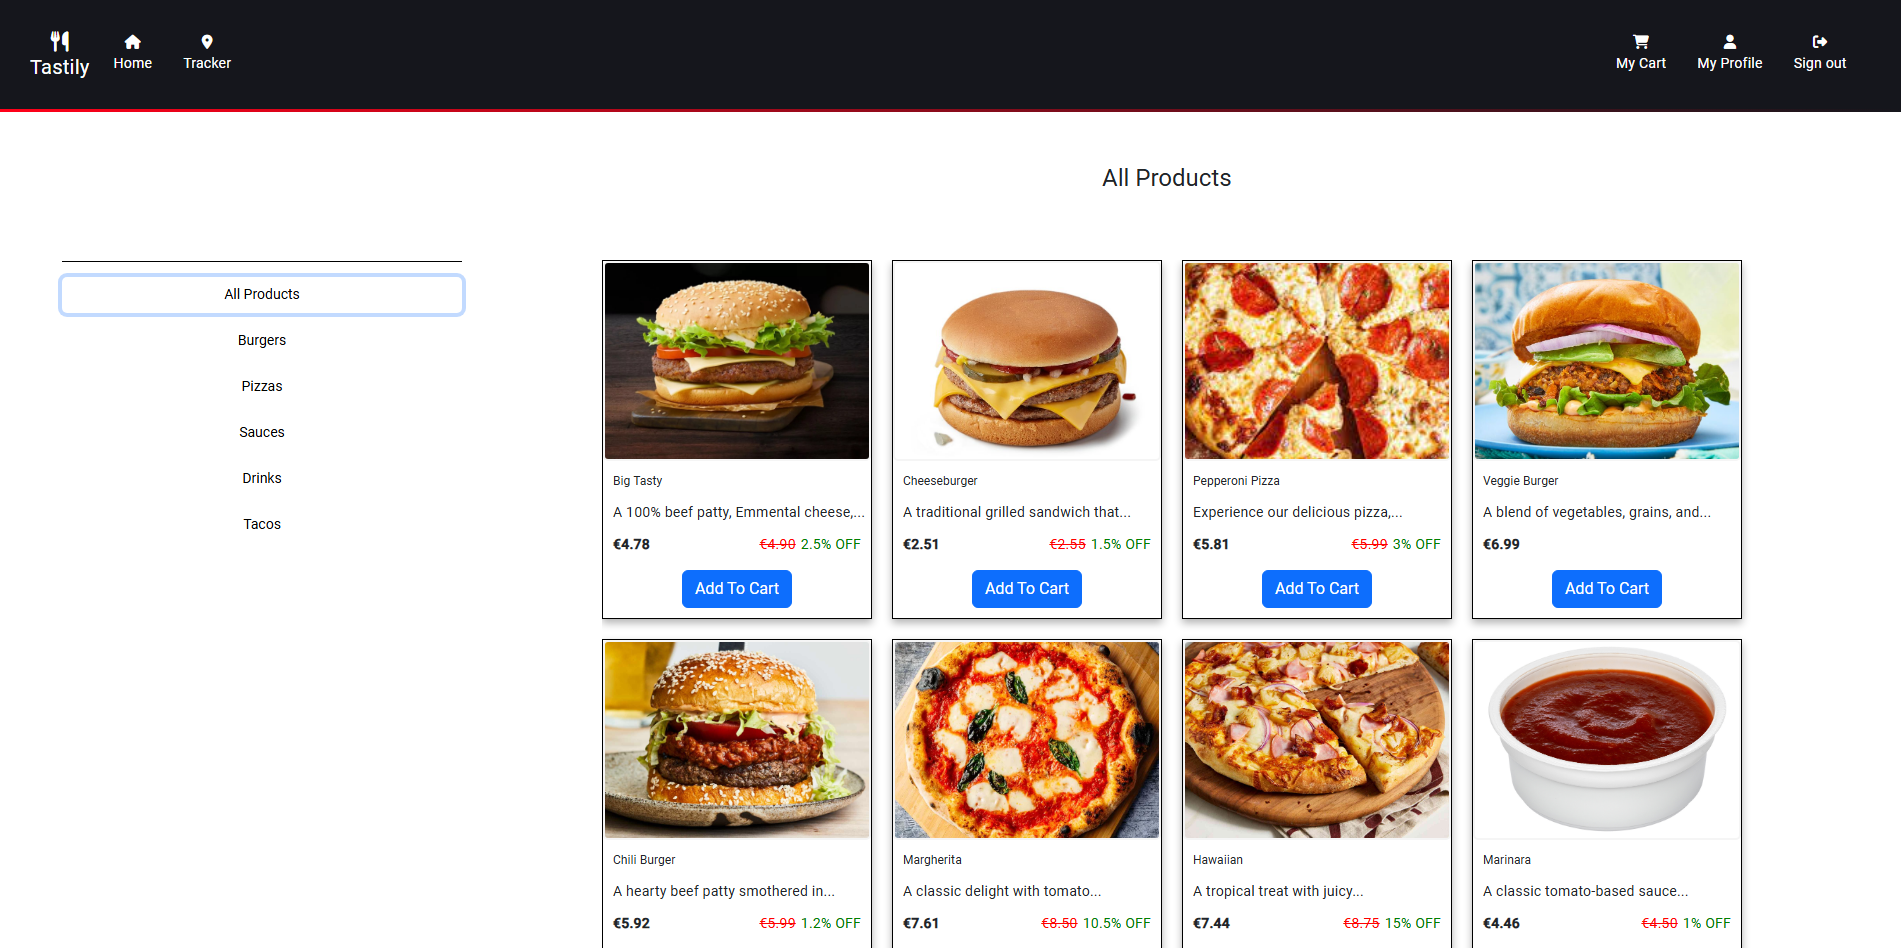 Tastily
Home
Tracker
My Cart
My Profile
Sign out
All Products
All Products
Burgers
Pizzas
Sauces
Drinks
Tacos
Big Tasty
A 100% beef patty, Emmental cheese,...
€4.78 €4.90 2.5% OFF
Add To Cart
Cheeseburger
A traditional grilled sandwich that...
€2.51 €2.55 1.5% OFF
Add To Cart
Pepperoni Pizza
Experience our delicious pizza,...
€5.81 €5.99 3% OFF
Add To Cart
Veggie Burger
A blend of vegetables, grains, and...
€6.99
Add To Cart
Chili Burger
A hearty beef patty smothered in...
€5.92 €5.99 1.2% OFF
Margherita
A classic delight with tomato...
€7.61 €8.50 10.5% OFF
Hawaiian
A tropical treat with juicy...
€7.44 €8.75 15% OFF
Marinara
A classic tomato-based sauce...
€4.46 €4.50 1% OFF